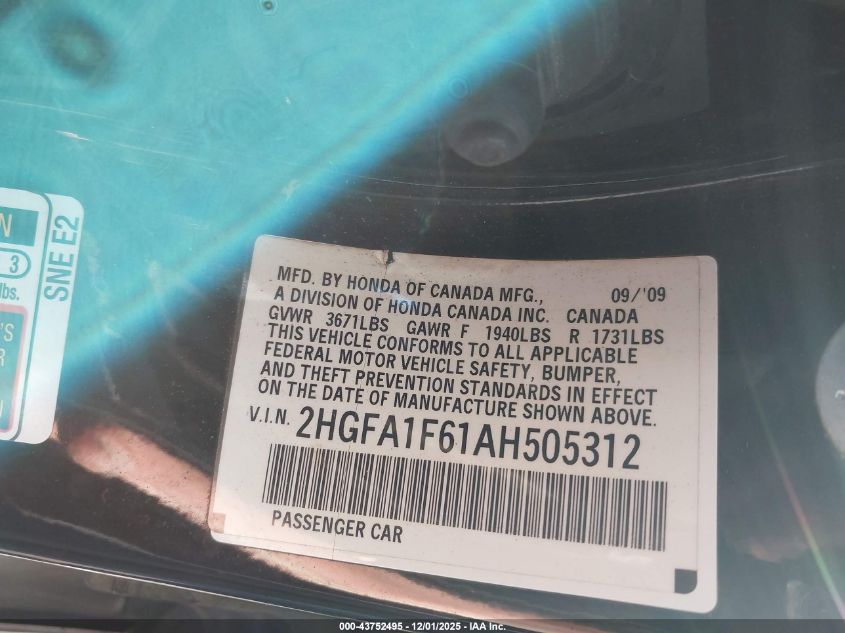 N
SNE E2
3
lbs.
'S
R
N
MFD. BY HONDA OF CANADA MFG., 09/'09
A DIVISION OF HONDA CANADA INC. CANADA
GVWR 3671LBS GAWR F 1940LBS R 1731LBS
THIS VEHICLE CONFORMS TO ALL APPLICABLE
FEDERAL MOTOR VEHICLE SAFETY, BUMPER,
AND THEFT PREVENTION STANDARDS IN EFFECT
ON THE DATE OF MANUFACTURE SHOWN ABOVE.
V.I.N. 2HGFA1F61AH505312
PASSENGER CAR
000-43752495 - 12/01/2025 - IAA Inc.